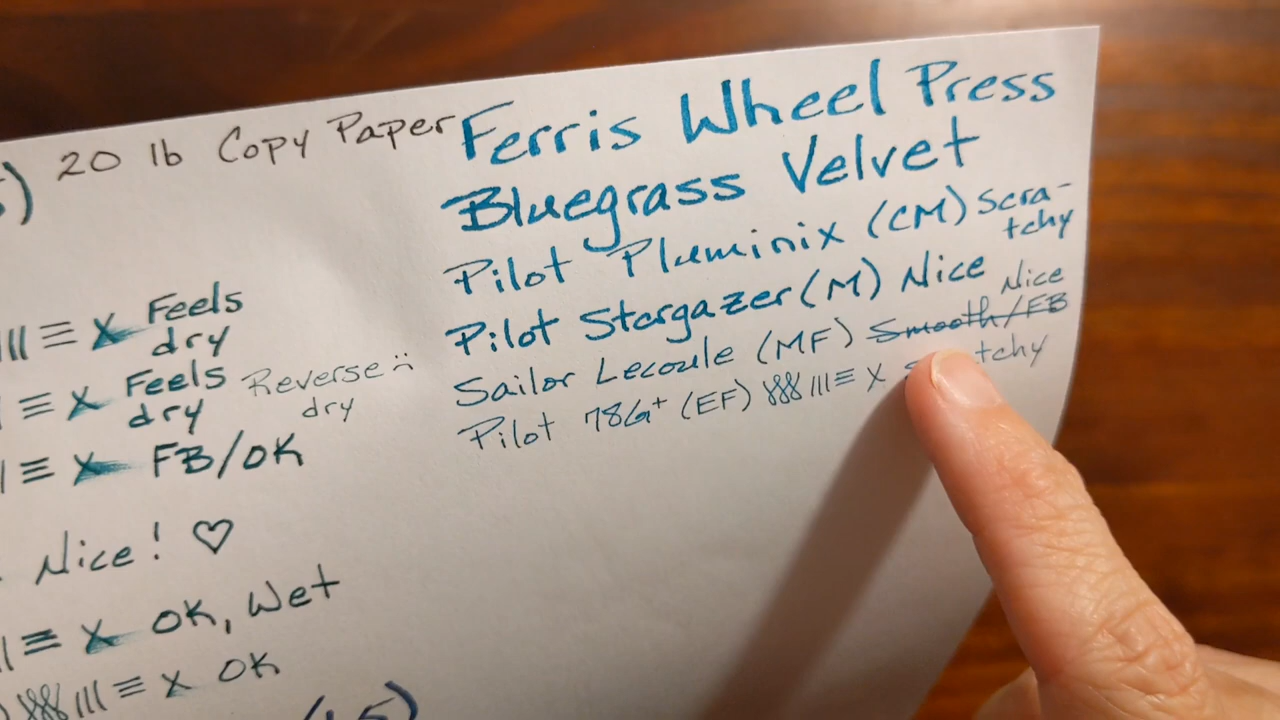 20 lb Copy Paper
Ferris Wheel Press
Bluegrass Velvet
Pilot Pluminix (CM) Scra-
tchy
Pilot Stargazer (M) Nice
Sailor Lecoule (MF) Smooth/FB Nice
Pilot 78G+ (EF) X
Feels
dry
X Feels
dry
Reverse
dry
X FB/OK
Nice!
X OK, Wet
X OK